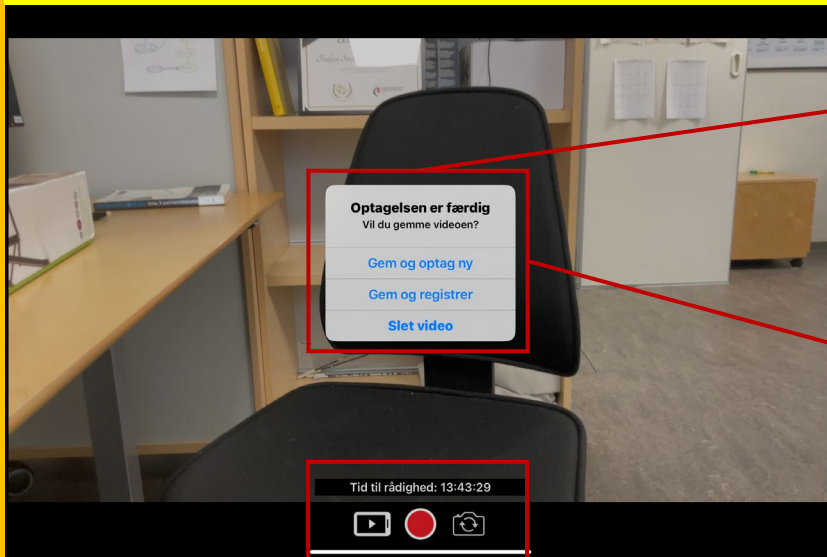 Optagelsen er færdig
Vil du gemme videoen?
Gem og optag ny
Gem og registrer
Slet video
Tid til rådighed: 13:43:29